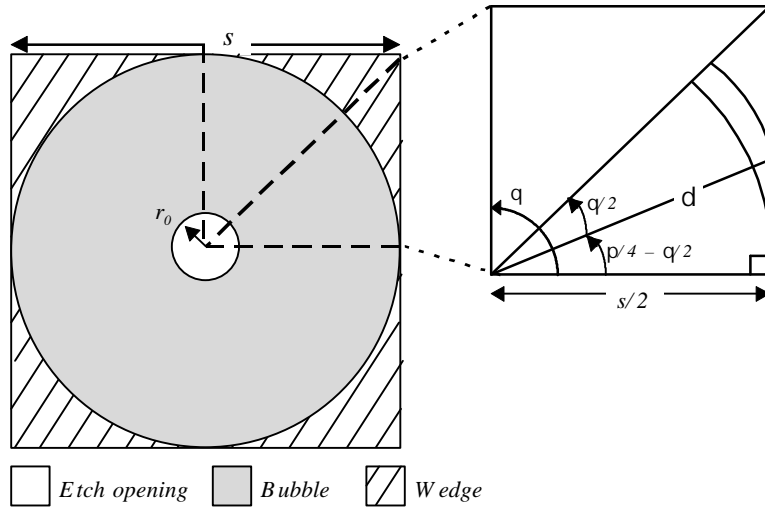 s
r0
q
q/2
d
p/4 – q/2
s/2
Etch opening
Bubble
Wedge